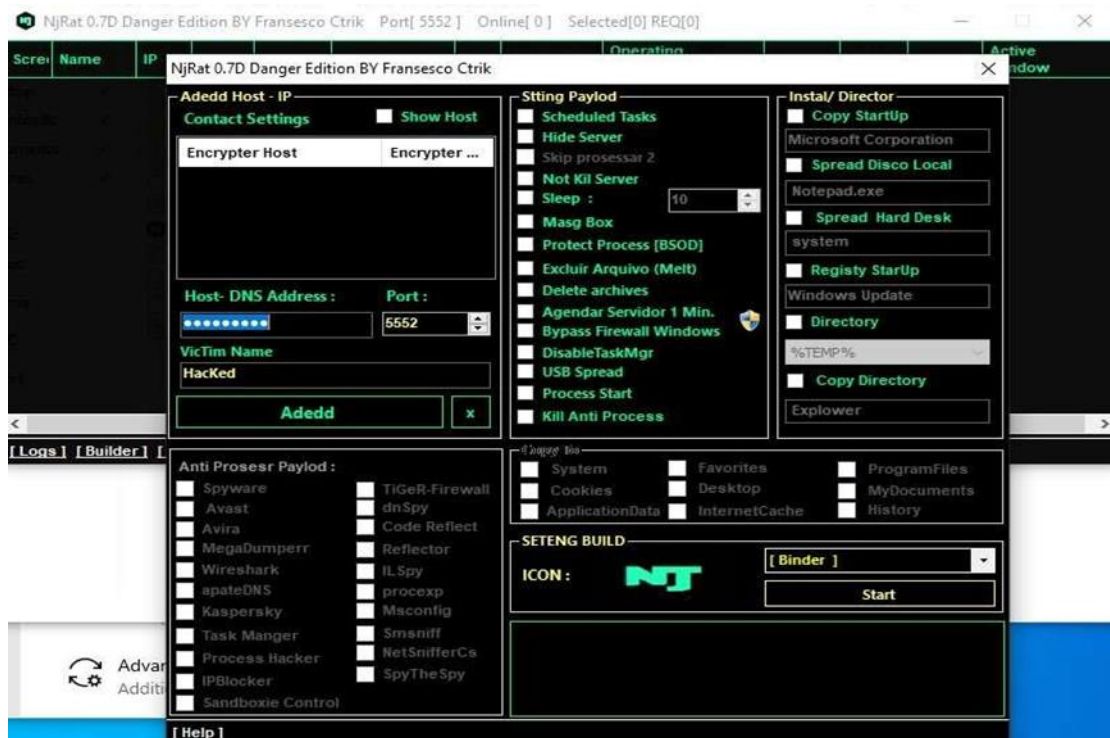 NjRat 0.7D Danger Edition BY Fransesco Ctrik Port[ 5552 ] Online[ 0 ] Selected[0] REQ[0]
Scre Name IP Operating Active
ndow
NjRat 0.7D Danger Edition BY Fransesco Ctrik
Adedd Host - IP
Contact Settings Show Host
Encrypter Host Encrypter ...
Host- DNS Address : Port :
5552
VicTim Name
HacKed
Adedd x
Stting Paylod
Scheduled Tasks
Hide Server
Skip prosessar 2
Not Kil Server
Sleep : 10
Masg Box
Protect Process [BSOD]
Excluir Arquivo (Melt)
Delete archives
Agendar Servidor 1 Min.
Bypass Firewall Windows
DisableTaskMgr
USB Spread
Process Start
Kill Anti Process
Instal/ Director
Copy StartUp
Microsoft Corporation
Spread Disco Local
Notepad.exe
Spread Hard Desk
system
Registy StarUp
Windows Update
Directory
%TEMP%
Copy Directory
Explower
[Logs] [Builder] [
Anti Prosesr Paylod :
Spyware TiGeR-Firewall
Avast dnSpy
Avira Code Reflect
MegaDumperr Reflector
Wireshark ILSpy
apateDNS procexp
Kaspersky Msconfig
Task Manger Smsniff
Process Hacker NetSnifterCs
IPBlocker SpyTheSpy
Sandboxie Control
System Favorites ProgramFiles
Cookies Desktop MyDocuments
ApplicationData InternetCache History
SETENG BUILD
ICON : NJ
[ Binder ]
Start
Advar
Additi
[ Help ]